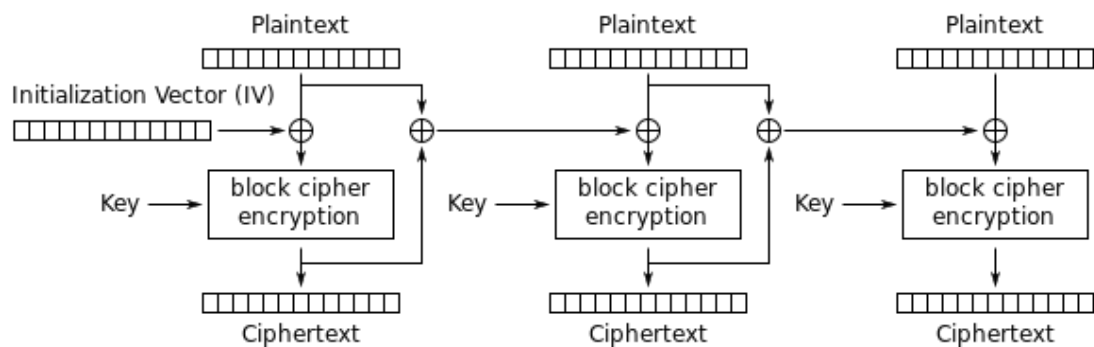 Plaintext
Plaintext
Plaintext
Initialization Vector (IV)
Key
block cipher
encryption
Key
block cipher
encryption
Key
block cipher
encryption
Ciphertext
Ciphertext
Ciphertext